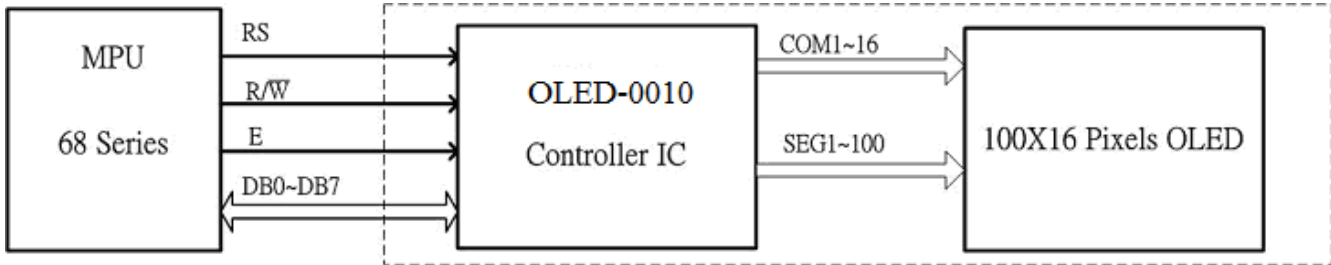 MPU
68 Series
RS
R/W̅
E
DB0~DB7
OLED-0010
Controller IC
COM1~16
SEG1~100
100X16 Pixels OLED